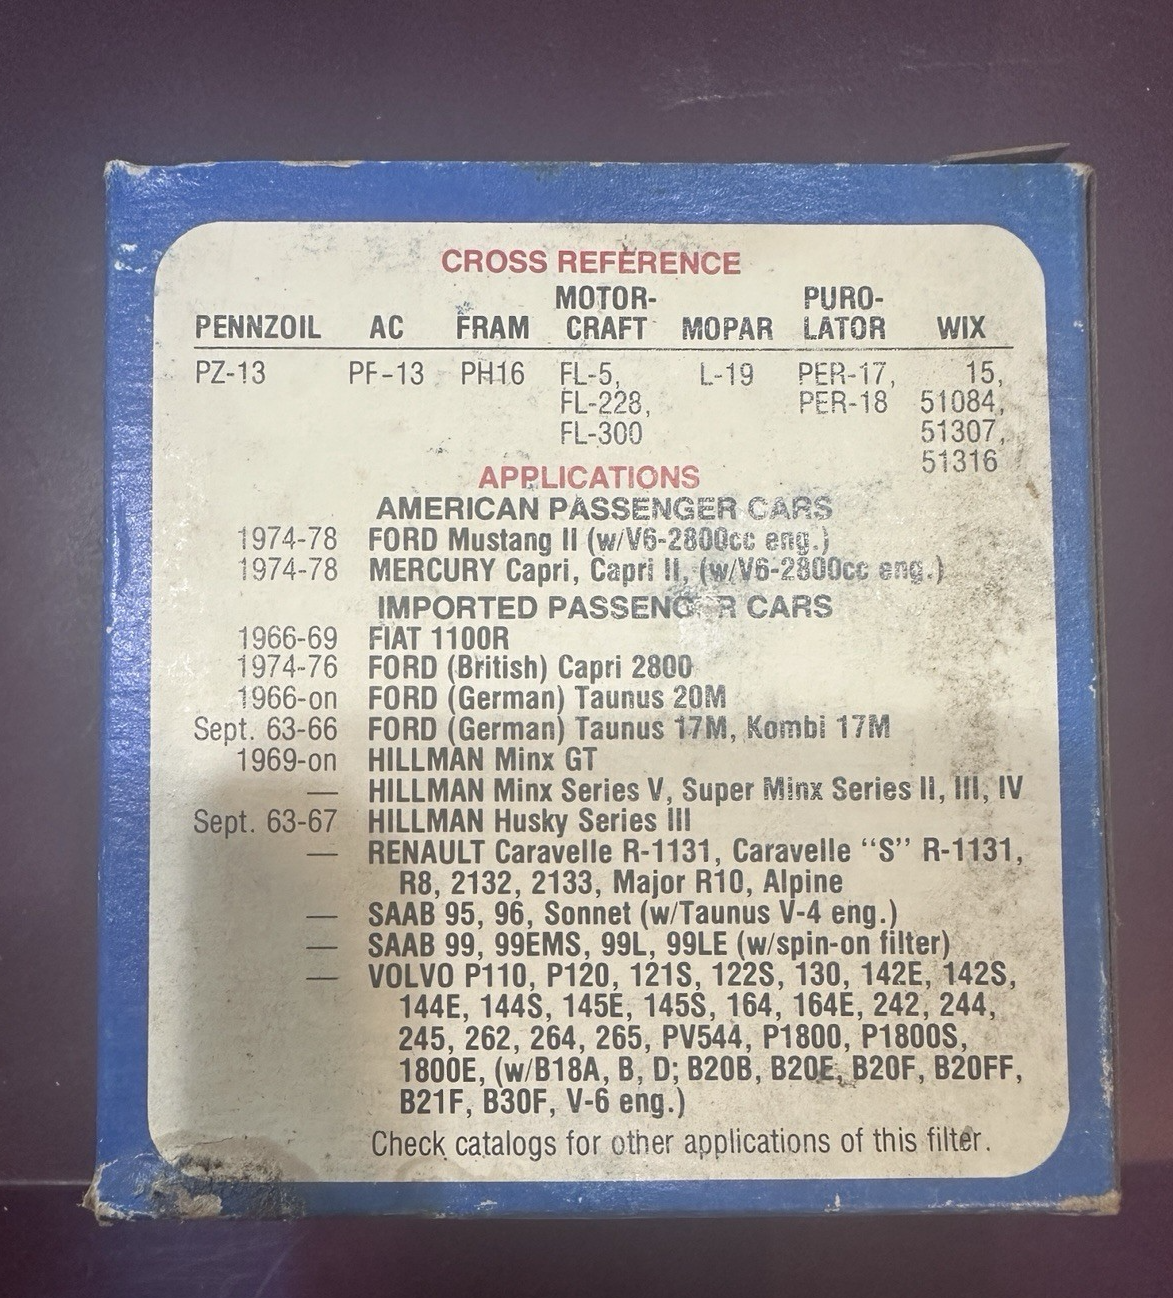 CROSS REFERENCE
MOTOR- PURO-
PENNZOIL AC FRAM CRAFT MOPAR LATOR WIX
PZ-13 PF-13 PH16 FL-5, L-19 PER-17, 15,
FL-228, PER-18 51084,
FL-300 51307,
51316
APPLICATIONS
AMERICAN PASSENGER CARS
1974-78 FORD Mustang II (w/V6-2800cc eng.)
1974-78 MERCURY Capri, Capri II, (w/V6-2800cc eng.)
IMPORTED PASSENGER CARS
1966-69 FIAT 1100R
1974-76 FORD (British) Capri 2800
1966-on FORD (German) Taunus 20M
Sept. 63-66 FORD (German) Taunus 17M, Kombi 17M
1969-on HILLMAN Minx GT
— HILLMAN Minx Series V, Super Minx Series II, III, IV
Sept. 63-67 HILLMAN Husky Series III
— RENAULT Caravelle R-1131, Caravelle “S” R-1131,
R8, 2132, 2133, Major R10, Alpine
— SAAB 95, 96, Sonnet (w/Taunus V-4 eng.)
— SAAB 99, 99EMS, 99L, 99LE (w/spin-on filter)
— VOLVO P110, P120, 121S, 122S, 130, 142E, 142S,
144E, 144S, 145E, 145S, 164, 164E, 242, 244,
245, 262, 264, 265, PV544, P1800, P1800S,
1800E, (w/B18A, B, D; B20B, B20E, B20F, B20FF,
B21F, B30F, V-6 eng.)
Check catalogs for other applications of this filter.